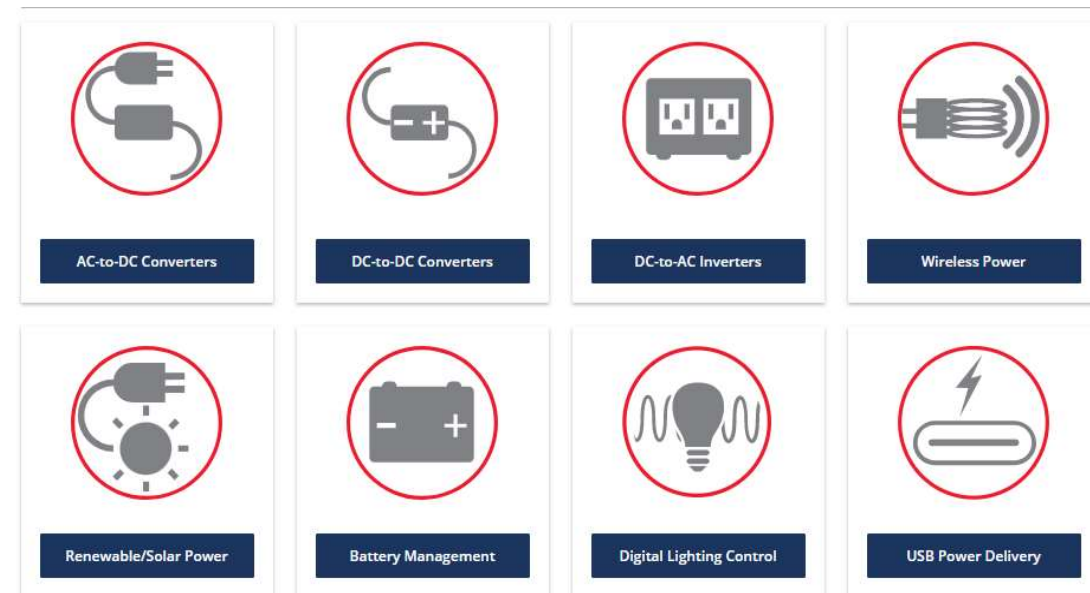 AC-to-DC Converters
DC-to-DC Converters
DC-to-AC Inverters
Wireless Power
Renewable/Solar Power
Battery Management
Digital Lighting Control
USB Power Delivery